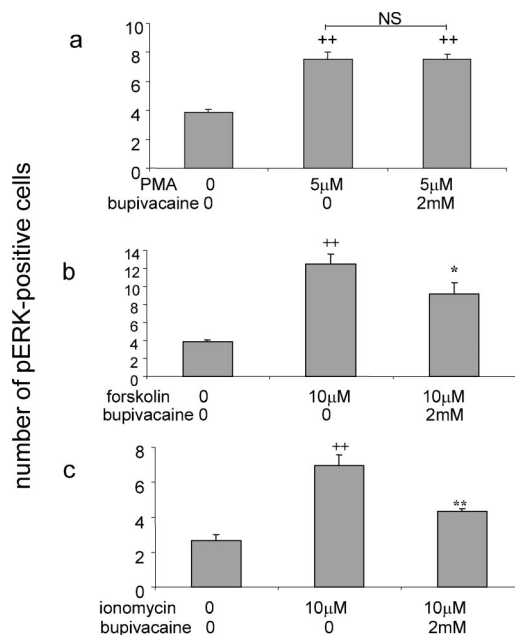 number of pERK-positive cells
a
NS
++ ++
10
8
6
4
2
0
PMA 0 5μM 5μM
bupivacaine 0 0 2mM
b
++
*
14
12
10
8
6
4
2
0
forskolin 0 10μM 10μM
bupivacaine 0 0 2mM
c
++
**
8
6
4
2
0
ionomycin 0 10μM 10μM
bupivacaine 0 0 2mM